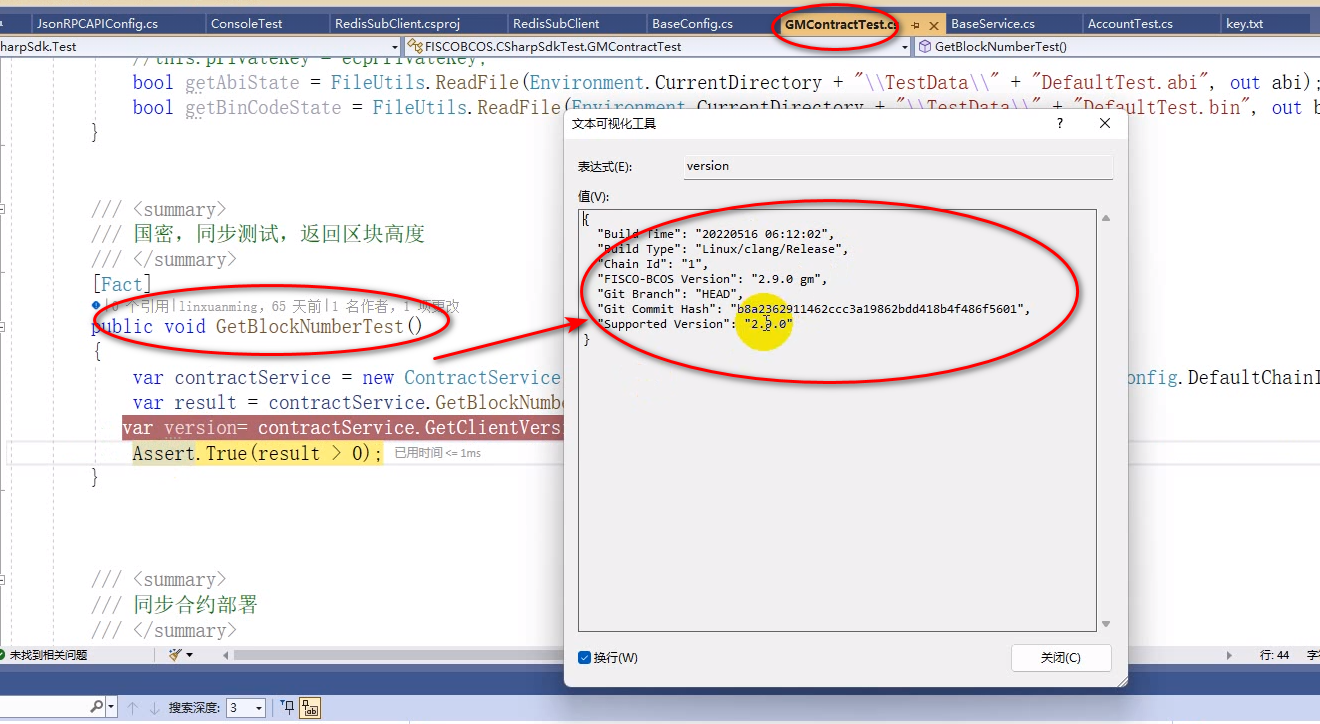 JsonRPCAPIConfig.cs ConsoleTest RedisSubClient.csproj RedisSubClient BaseConfig.cs GMContractTest.cs BaseService.cs AccountTest.cs key.txt
harpSdk.Test FISCOBCOS.CSharpSdkTest.GMContractTest GetBlockNumberTest()
//this.privateKey = ecprivateKey;
bool getAbiState = FileUtils.ReadFile(Environment.CurrentDirectory + "\\TestData\\" + "DefaultTest.abi", out abi);
bool getBinCodeState = FileUtils.ReadFile(Environment.CurrentDirectory + "\\TestData\\" + "DefaultTest.bin", out b
}
/// <summary>
/// 国密，同步测试，返回区块高度
/// </summary>
[Fact]
|0 个引用|linxuanming，65 天前|1 名作者，1 项更改
public void GetBlockNumberTest()
{
var contractService = new ContractService onfig.DefaultChainI
var result = contractService.GetBlockNumb
var version= contractService.GetClientVersi
Assert.True(result > 0); 已用时间 <= 1ms
}
/// <summary>
/// 同步合约部署
/// </summary>
未找到相关问题 行: 44 字
搜索深度: 3
文本可视化工具 ?
表达式(E): version
值(V):
{
"Build Time": "20220516 06:12:02",
"Build Type": "Linux/clang/Release",
"Chain Id": "1",
"FISCO-BCOS Version": "2.9.0 gm",
"Git Branch": "HEAD",
"Git Commit Hash": "b8a2362911462ccc3a19862bdd418b4f486f5601",
"Supported Version": "2.9.0"
}
换行(W) 关闭(C)